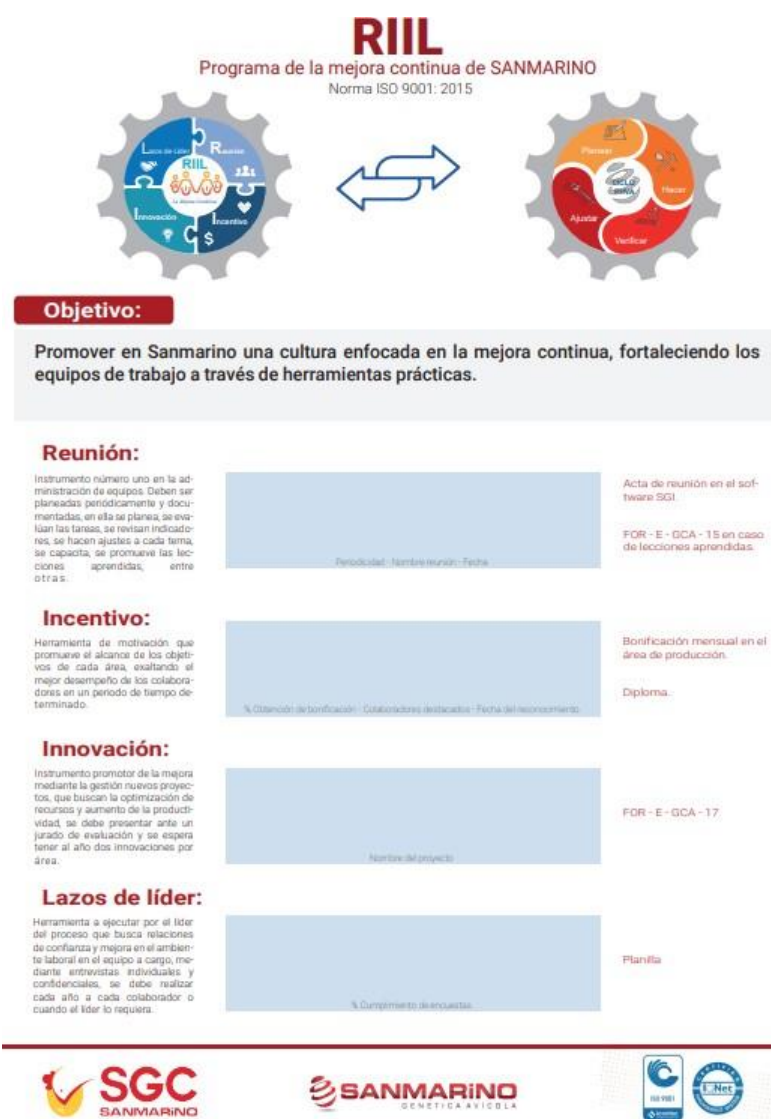 RIIL
Programa de la mejora continua de SANMARINO
Norma ISO 9001: 2015
Lazos de Líder
Reunión
RIIL
La Mejora Continua
Innovación
Incentivo
$
Planear
Hacer
CICLO
Ajustar
Verificar
Objetivo:
Promover en Sanmarino una cultura enfocada en la mejora continua, fortaleciendo los
equipos de trabajo a través de herramientas prácticas.
Reunión:
Instrumento número uno en la ad-
ministración de equipos. Deben ser
planeadas periódicamente y docu-
mentadas, en ella se planea, se eva-
lúan las tareas, se revisan indicado-
res, se hacen ajustes a cada tema,
se capacita, se promueve las lec-
ciones aprendidas, entre
otras.
Periodicidad - Nombre reunión - Fecha
Acta de reunión en el sof-
tware SGI
FOR - E - GCA - 15 en caso
de lecciones aprendidas.
Incentivo:
Herramienta de motivación que
promueve el alcance de los objeti-
vos de cada área, exaltando el
mejor desempeño de los colabora-
dores en un periodo de tiempo de-
terminado.
% Obtención de bonificación - Colaboradores destacados - Fecha del reconocimiento
Bonificación mensual en el
área de producción.
Diploma.
Innovación:
Instrumento promotor de la mejora
mediante la gestión nuevos proyec-
tos, que buscan la optimización de
recursos y aumento de la producti-
vidad, se debe presentar ante un
jurado de evaluación y se espera
tener al año dos innovaciones por
área.
Nombre del proyecto
FOR - E - GCA - 17
Lazos de líder:
Herramienta a ejecutar por el líder
del proceso que busca relaciones
de confianza y mejora en el ambien-
te laboral en el equipo a cargo, me-
diante entrevistas individuales y
confidenciales, se debe realizar
cada año a cada colaborador o
cuando el líder lo requiera.
% Cumplimiento de encuestas
Planilla
SGC
SANMARINO
SANMARINO
GENÉTICA AVÍCOLA
ISO 9001
icontec
CERTIFIED
IQNet